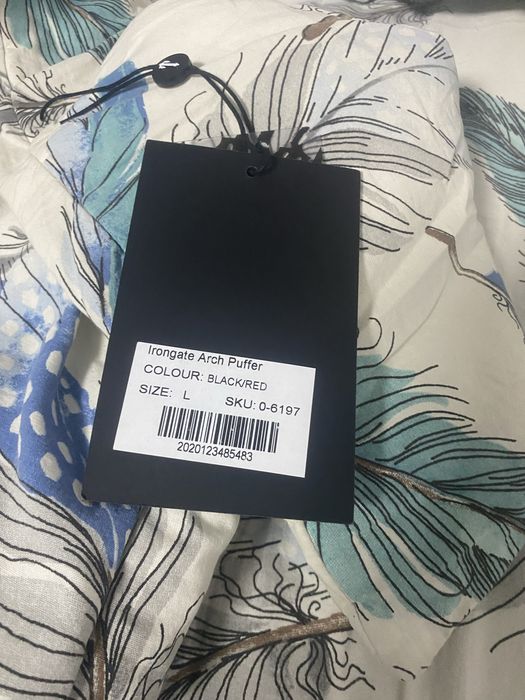 Irongate Arch Puffer
COLOUR: BLACK/RED
SIZE: L SKU: 0-6197
2020123485483